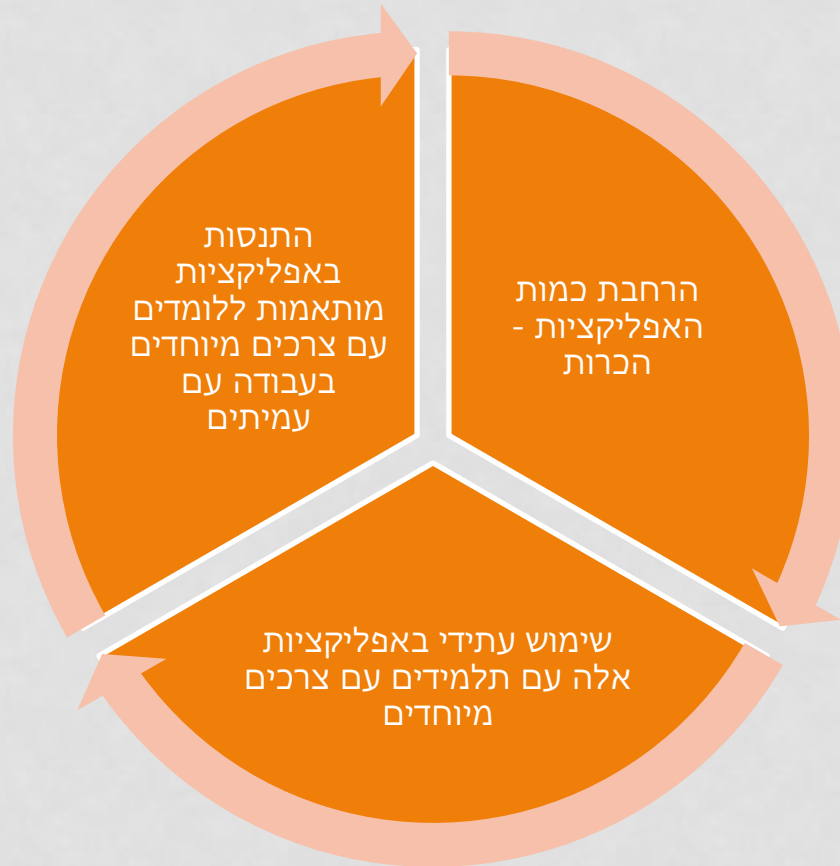 הרחבת כמות
האפליקציות -
הכרות
שימוש עתידי באפליקציות
אלה עם תלמידים עם צרכים
מיוחדים
התנסות
באפליקציות
מותאמות ללומדים
עם צרכים מיוחדים
בעבודה עם
עמיתים